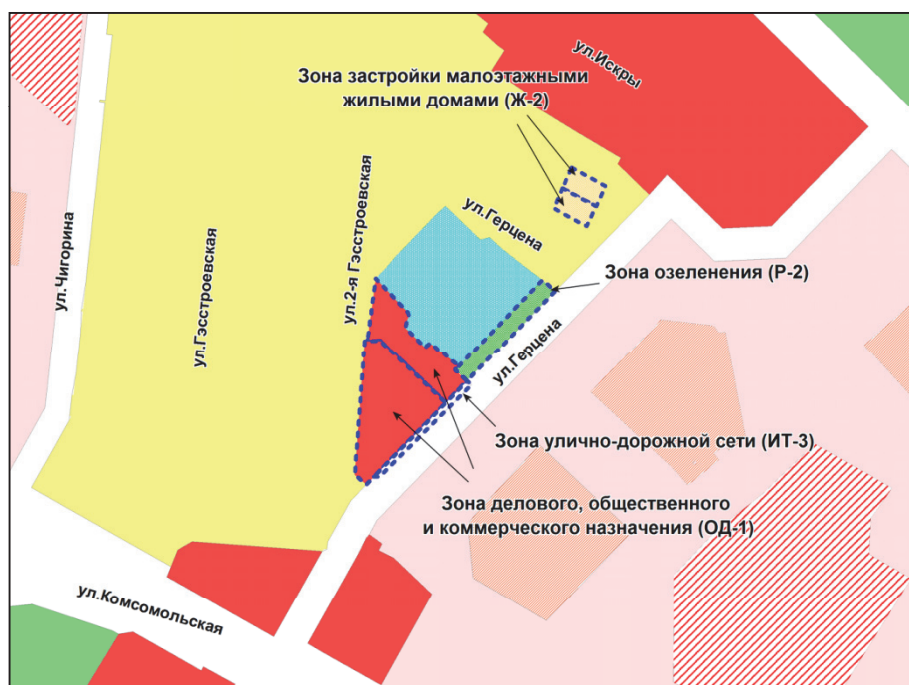 ул.Искры
Зона застройки малоэтажными
жилыми домами (Ж-2)
ул.Чигорина
ул.Гэсстроевская
ул.2-я Гэсстроевская
ул.Герцена
Зона озеленения (Р-2)
ул.Герцена
Зона улично-дорожной сети (ИТ-3)
Зона делового, общественного
и коммерческого назначения (ОД-1)
ул.Комсомольская